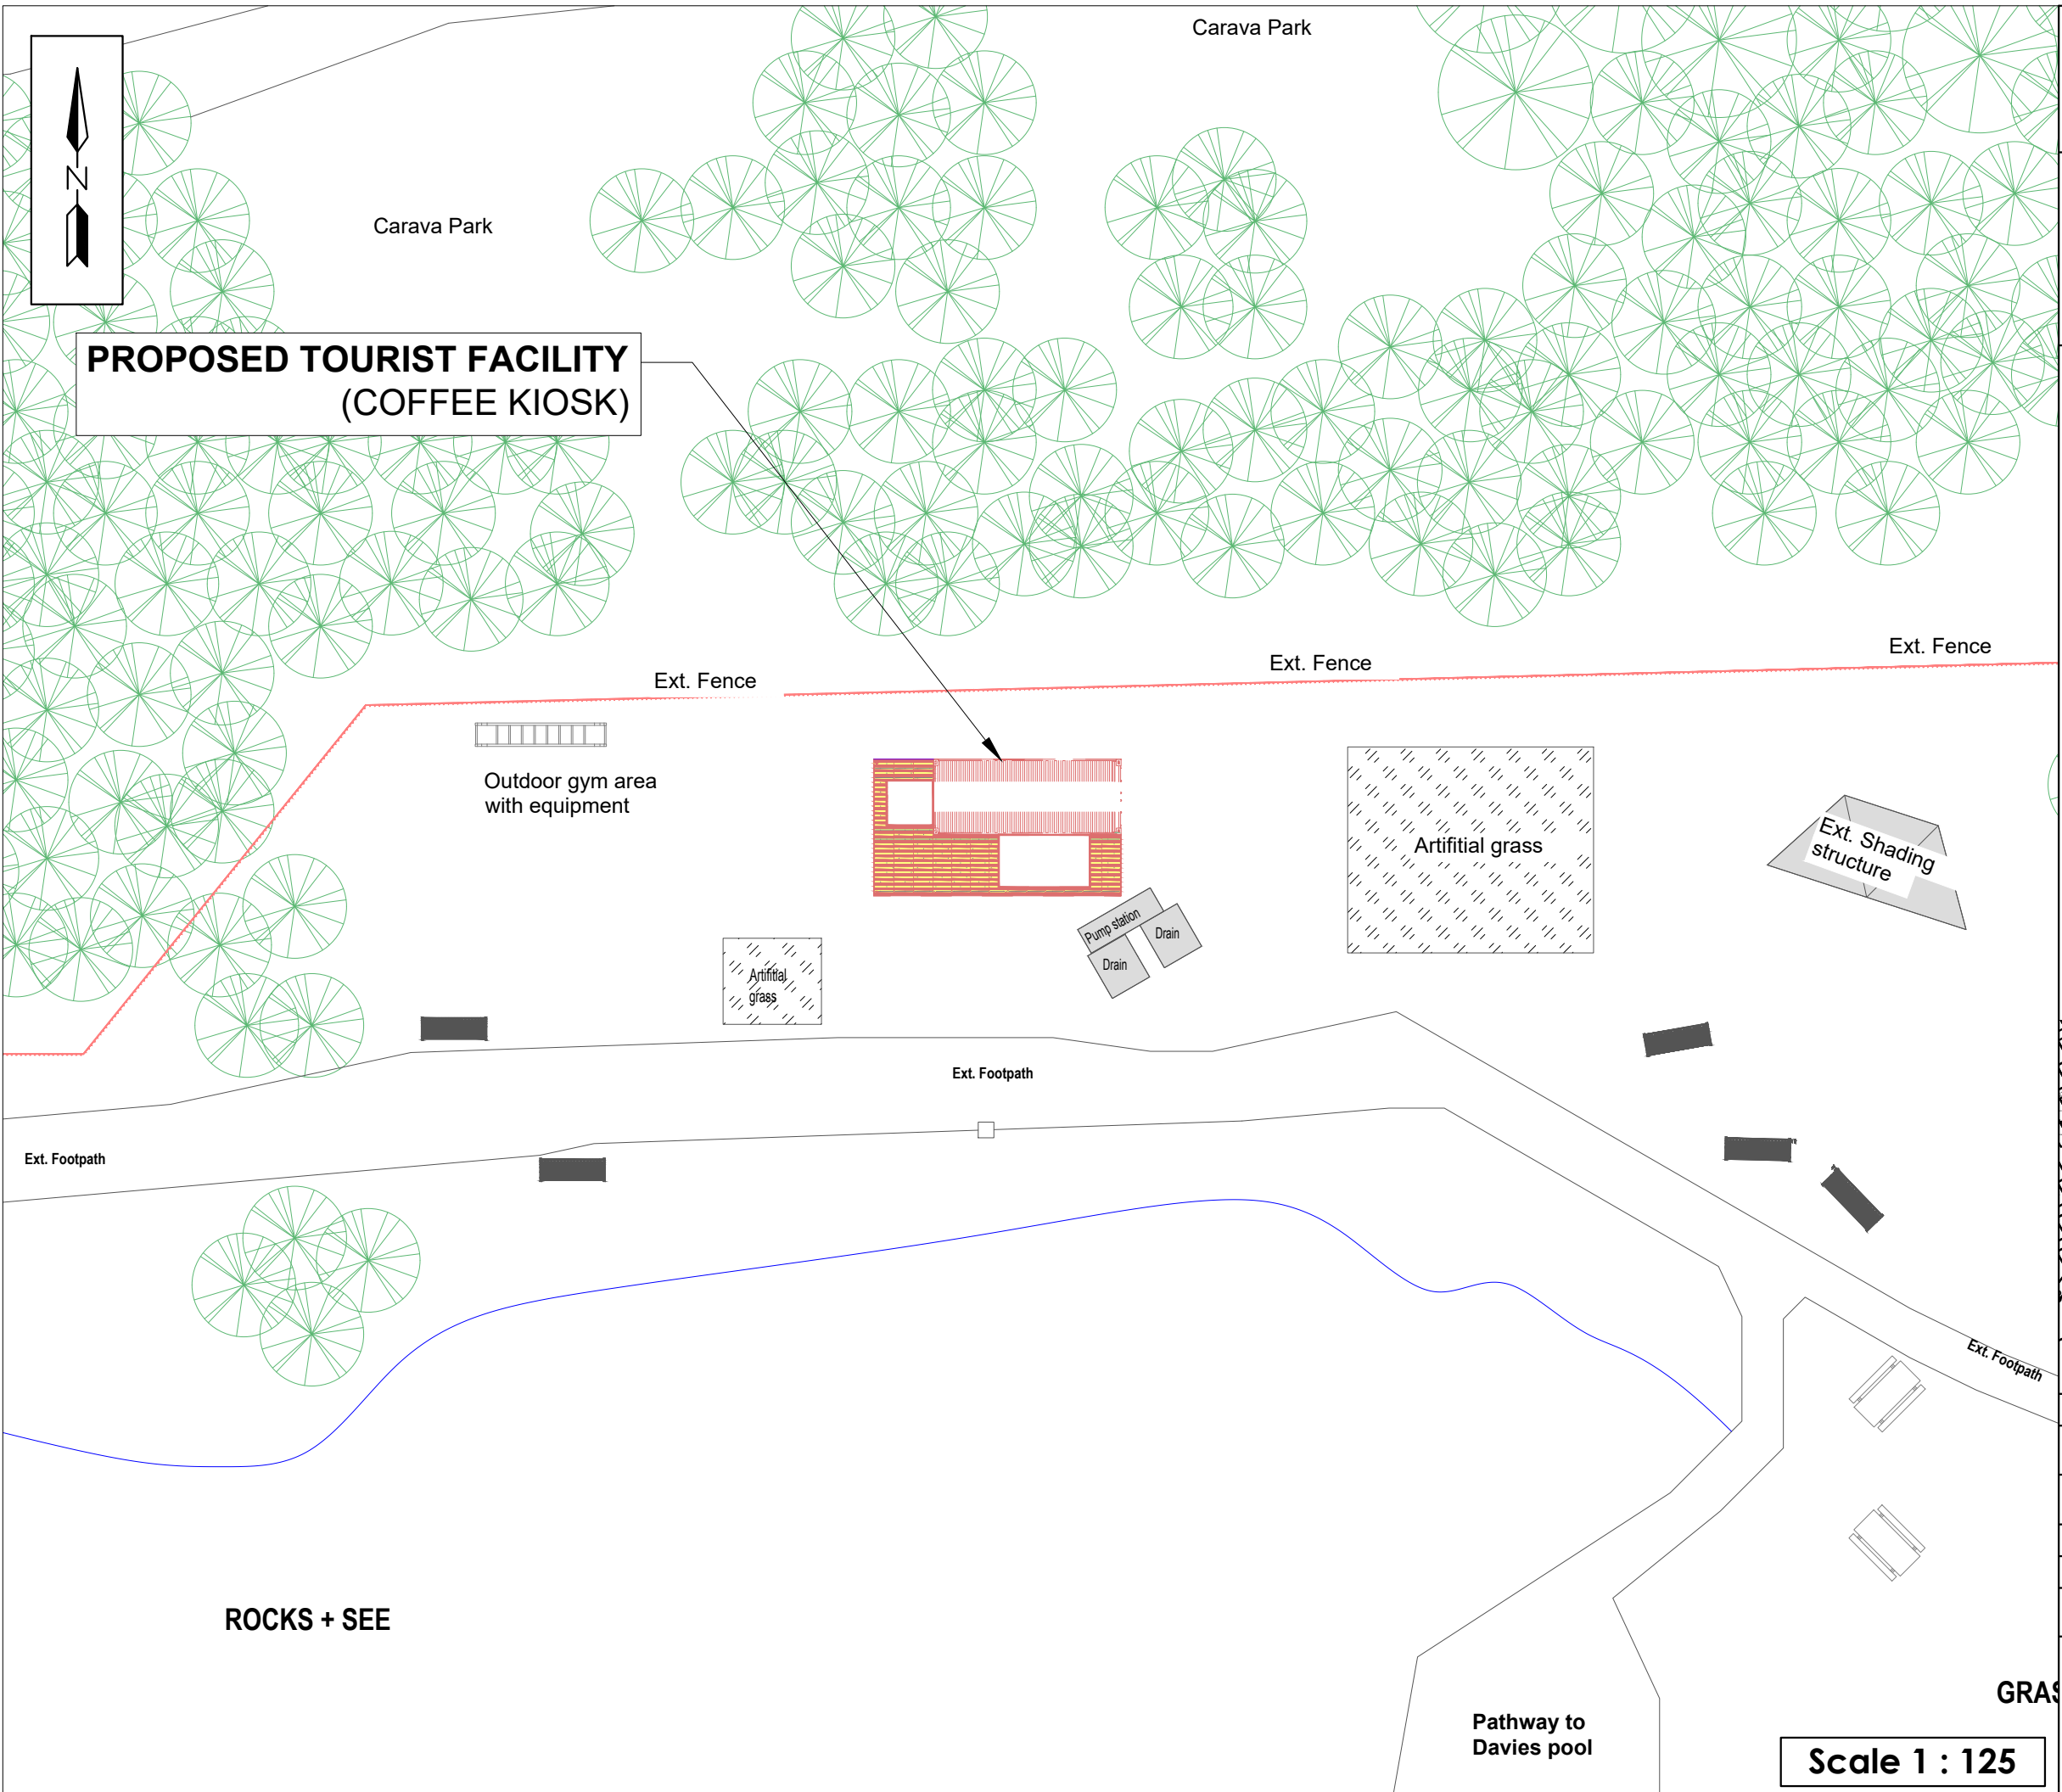 Carava Park
N
Carava Park
PROPOSED TOURIST FACILITY
(COFFEE KIOSK)
Ext. Fence
Ext. Fence
Ext. Fence
Outdoor gym area
with equipment
Artifitial grass
Ext. Shading
structure
Pump station
Drain
Drain
Artifitial
grass
Ext. Footpath
Ext. Footpath
Ext. Footpath
ROCKS + SEE
GRAS
Pathway to
Davies pool
Scale 1 : 125